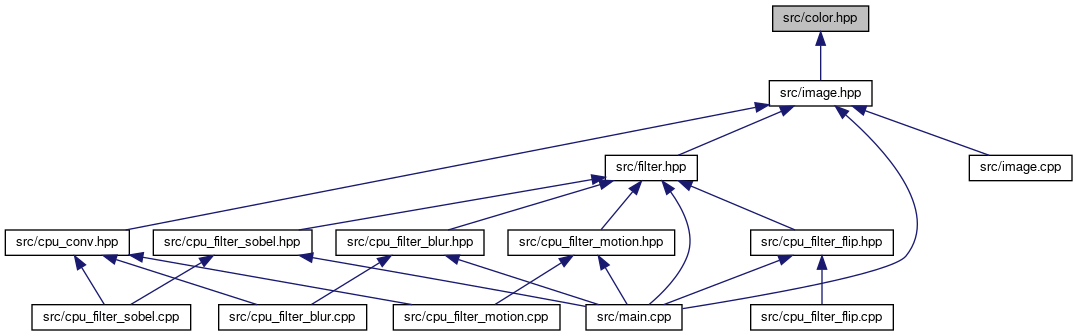 src/color.hpp
src/image.hpp
src/filter.hpp
src/image.cpp
src/cpu_conv.hpp
src/cpu_filter_sobel.hpp
src/cpu_filter_blur.hpp
src/cpu_filter_motion.hpp
src/cpu_filter_flip.hpp
src/cpu_filter_sobel.cpp
src/cpu_filter_blur.cpp
src/cpu_filter_motion.cpp
src/main.cpp
src/cpu_filter_flip.cpp